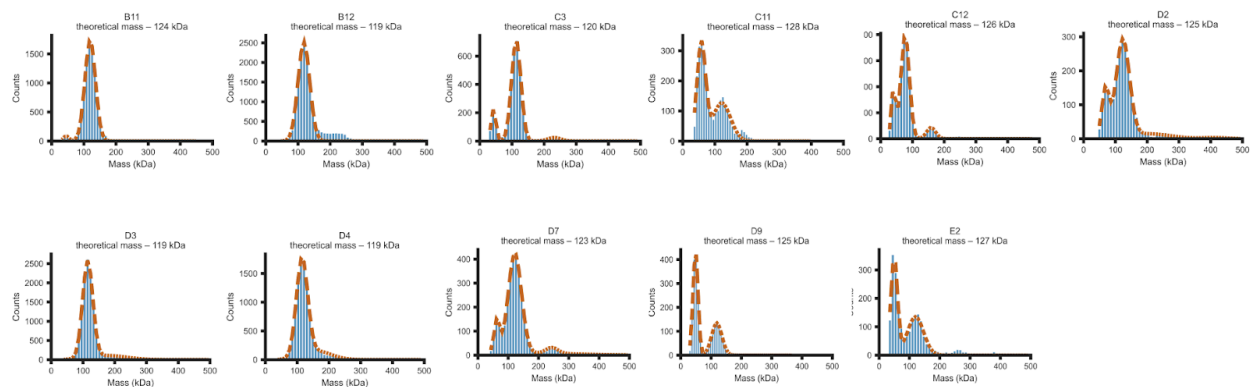 B11
theoretical mass – 124 kDa
1500
1000
500
0
Counts
0 100 200 300 400 500
Mass (kDa)
B12
theoretical mass – 119 kDa
2500
2000
1500
1000
500
0
Counts
0 100 200 300 400 500
Mass (kDa)
C3
theoretical mass – 120 kDa
600
400
200
0
Counts
0 100 200 300 400 500
Mass (kDa)
C11
theoretical mass – 128 kDa
300
200
100
0
Counts
0 100 200 300 400 500
Mass (kDa)
C12
theoretical mass – 126 kDa
00
00
00
00
0
Counts
0 100 200 300 400 500
Mass (kDa)
D2
theoretical mass – 125 kDa
300
200
100
0
Counts
0 100 200 300 400 500
Mass (kDa)
D3
theoretical mass – 119 kDa
2500
2000
1500
1000
500
0
Counts
0 100 200 300 400 500
Mass (kDa)
D4
theoretical mass – 119 kDa
1500
1000
500
0
Counts
0 100 200 300 400 500
Mass (kDa)
D7
theoretical mass – 123 kDa
400
300
200
100
0
Counts
0 100 200 300 400 500
Mass (kDa)
D9
theoretical mass – 125 kDa
400
300
200
100
0
Counts
0 100 200 300 400 500
Mass (kDa)
E2
theoretical mass – 127 kDa
300
200
100
0
0 100 200 300 400 500
Mass (kDa)